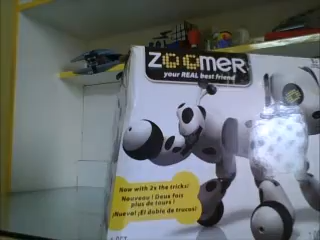 ZOOMER
your REAL best friend
Now with 2x the tricks!
Nouveau! Deux fois
plus de tours!
¡Nuevo! ¡El doble de trucos!